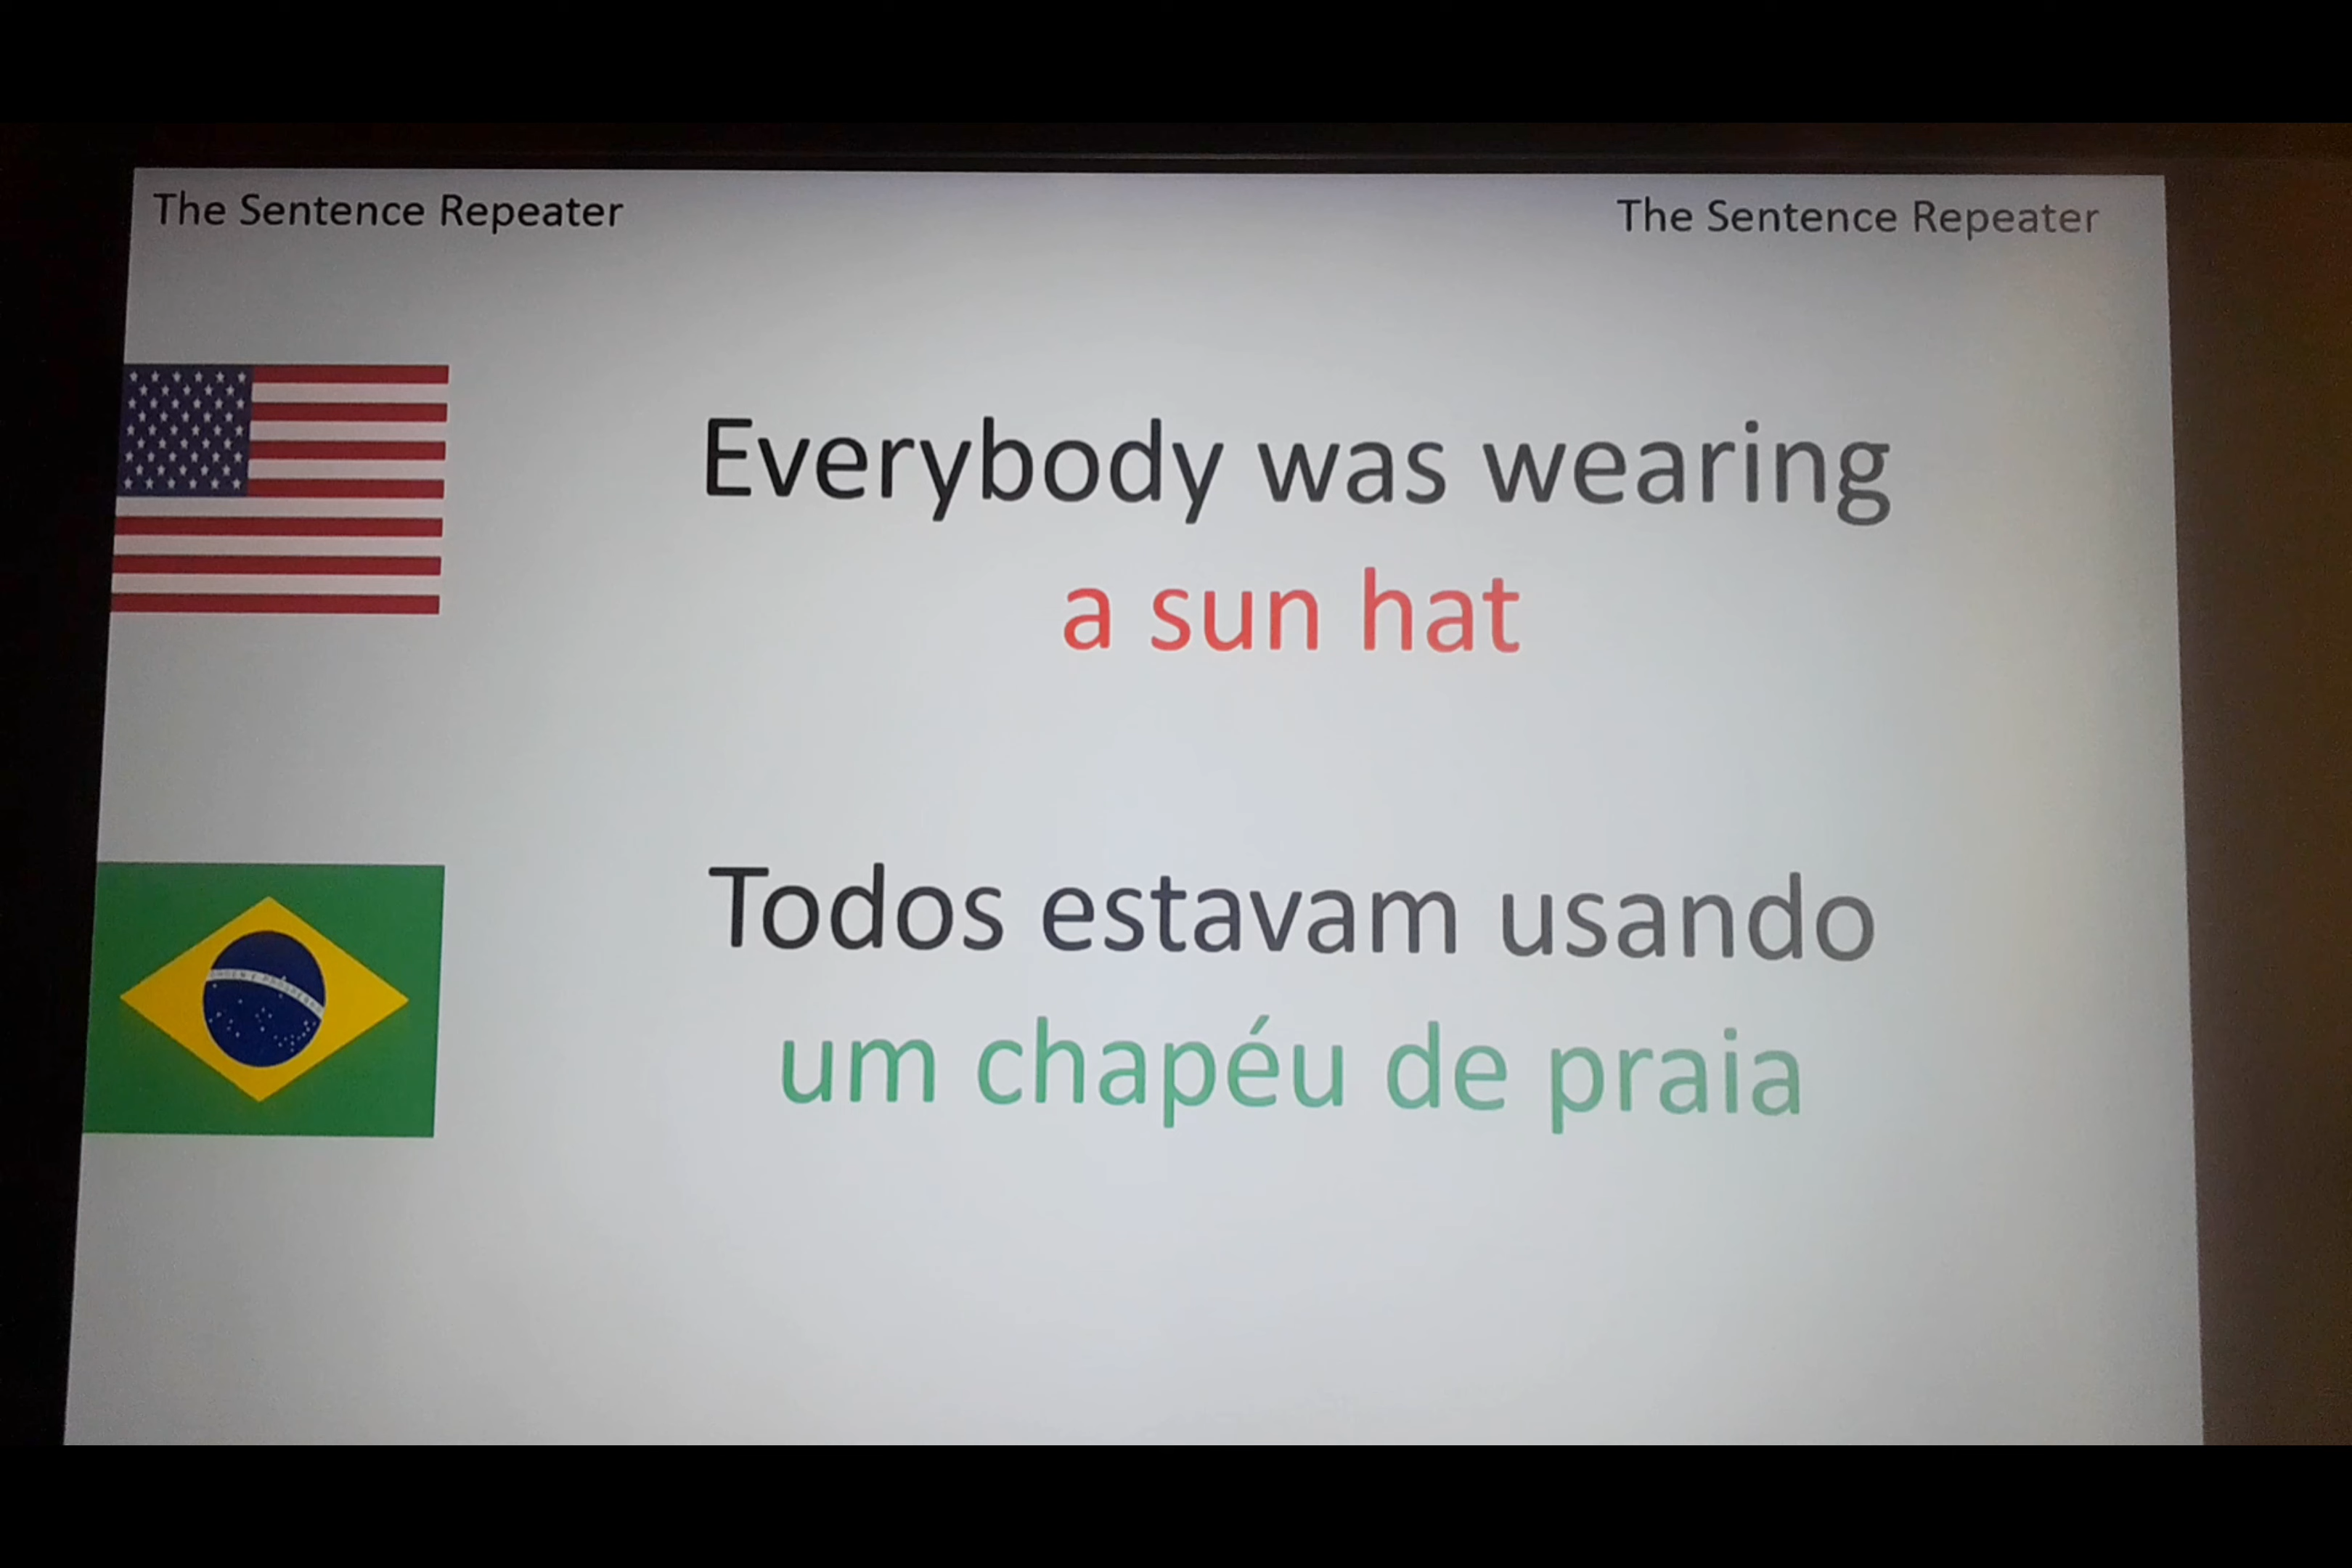 The Sentence Repeater
The Sentence Repeater
Everybody was wearing
a sun hat
Todos estavam usando
um chapéu de praia